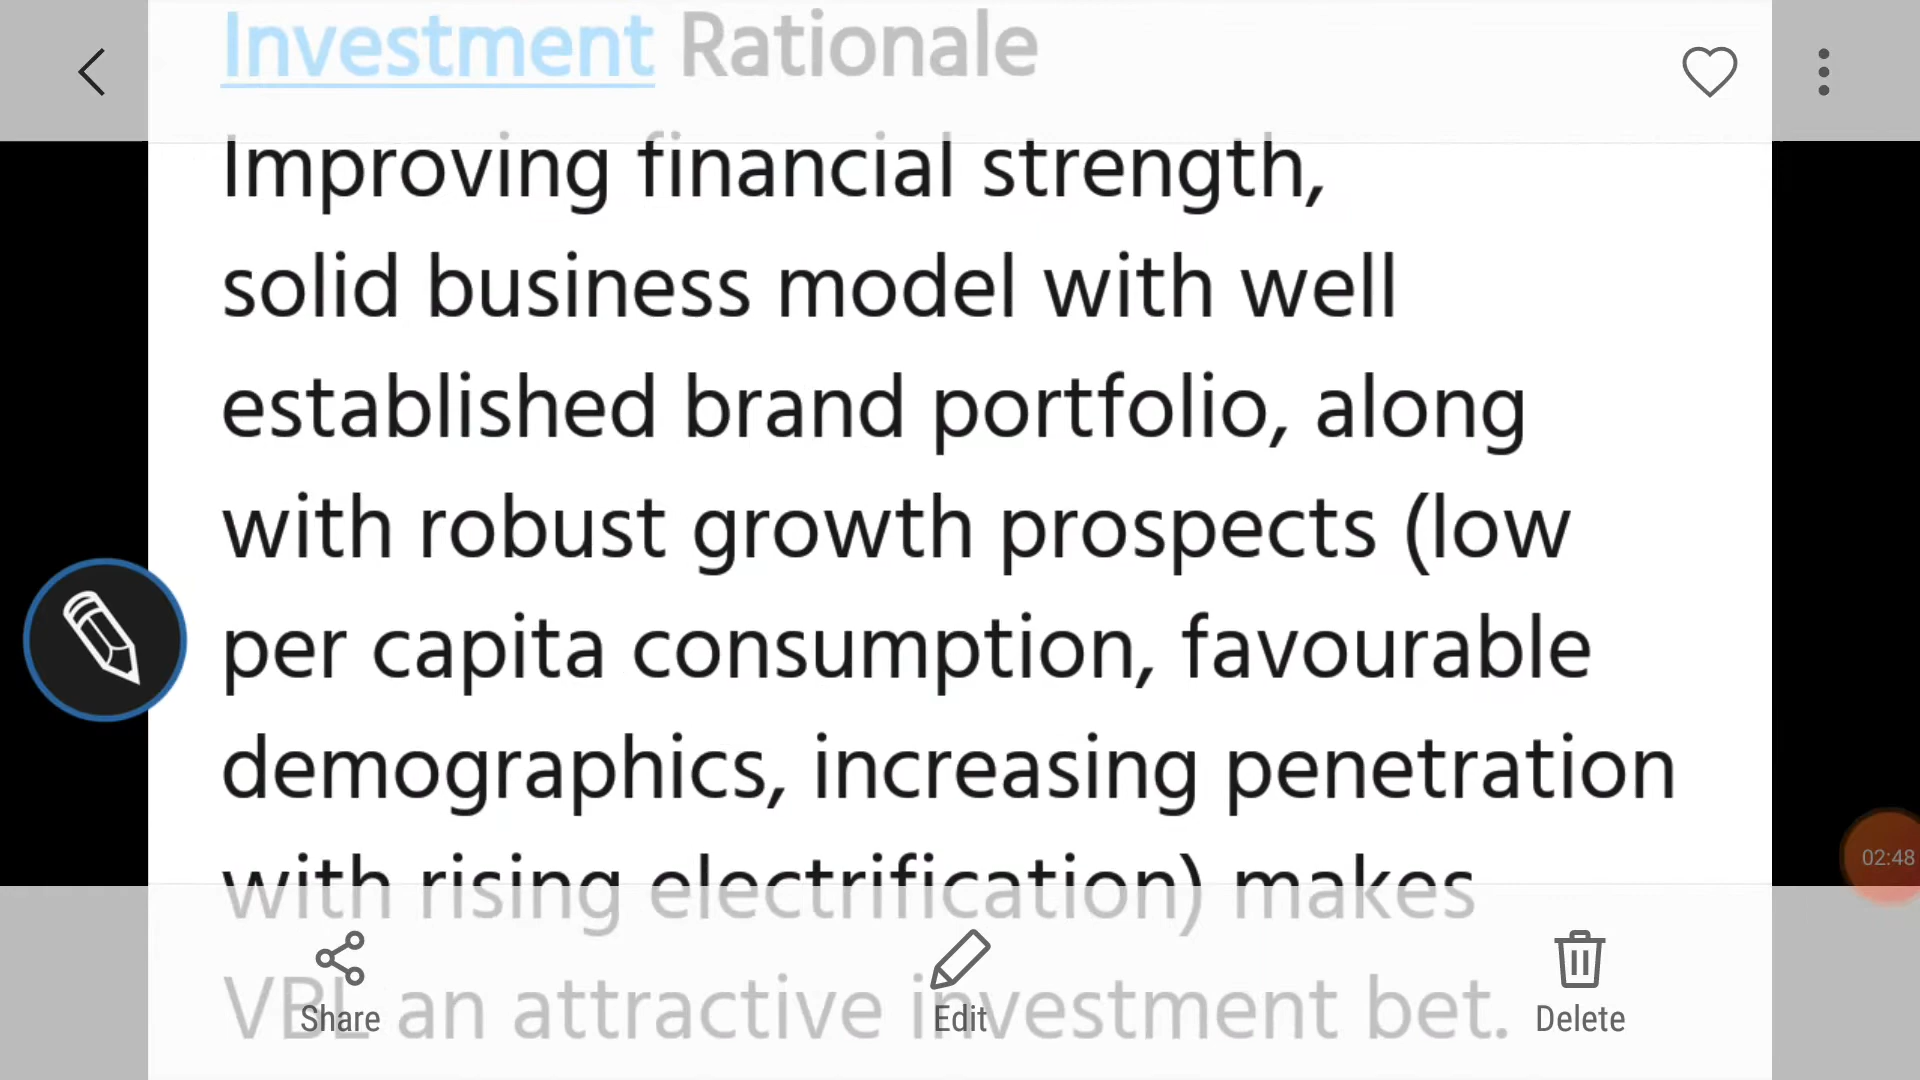 Investment Rationale
Improving financial strength,
solid business model with well
established brand portfolio, along
with robust growth prospects (low
per capita consumption, favourable
demographics, increasing penetration
with rising electrification) makes
VBL an attractive investment bet.
Share Edit Delete
02:48